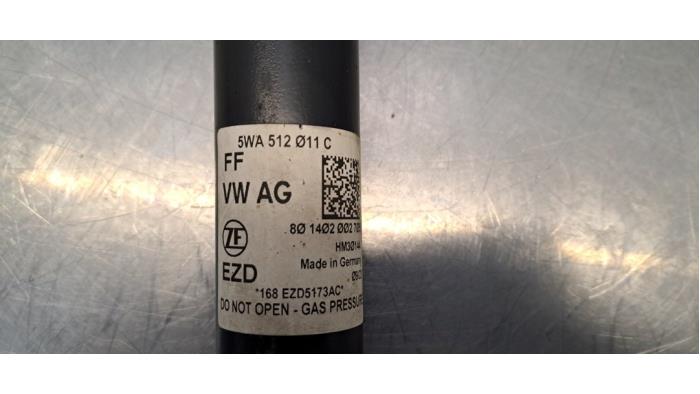 5WA 512 Ø11 C
FF
VW AG
8Ø 14Ø2 ØØ2
ZF
HM3Ø14
Made in Germany
EZD
*168 EZD5173AC*
DO NOT OPEN - GAS PRESSURE